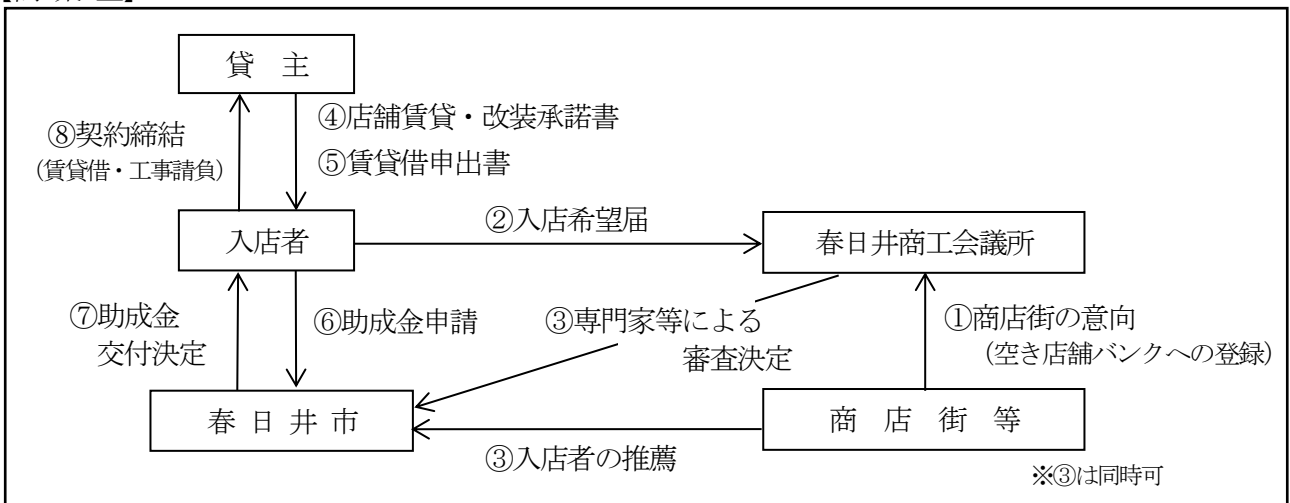 貸　主
④店舗賃貸・改装承諾書
⑧契約締結
（賃貸借・工事請負）
⑤賃貸借申出書
②入店希望届
入店者
春日井商工会議所
⑦助成金
交付決定
⑥助成金申請
③専門家等による
審査決定
①商店街の意向
（空き店舗バンクへの登録）
春 日 井 市
商　店　街　等
③入店者の推薦
※③は同時可